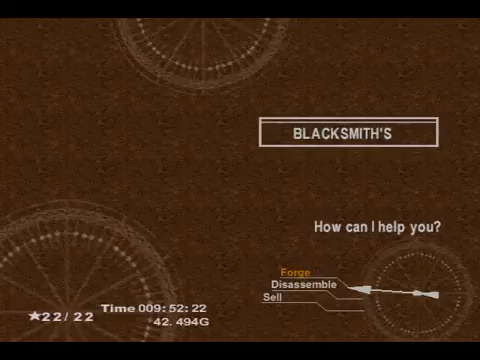 BLACKSMITH'S
How can I help you?
Forge
Disassemble
Sell
Time 009: 52: 22
★22/ 22
42. 494G